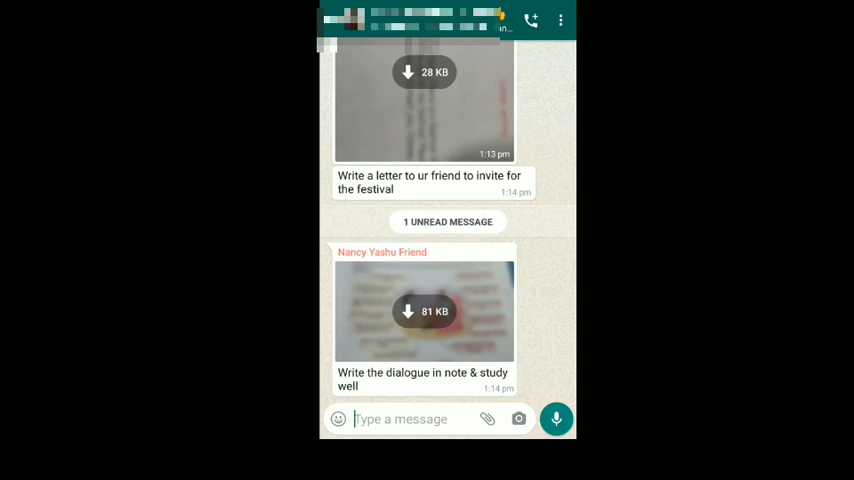 an...
28 KB
1:13 pm
Write a letter to ur friend to invite for
the festival
1:14 pm
1 UNREAD MESSAGE
Nancy Yashu Friend
81 KB
Write the dialogue in note & study
well
1:14 pm
Type a message